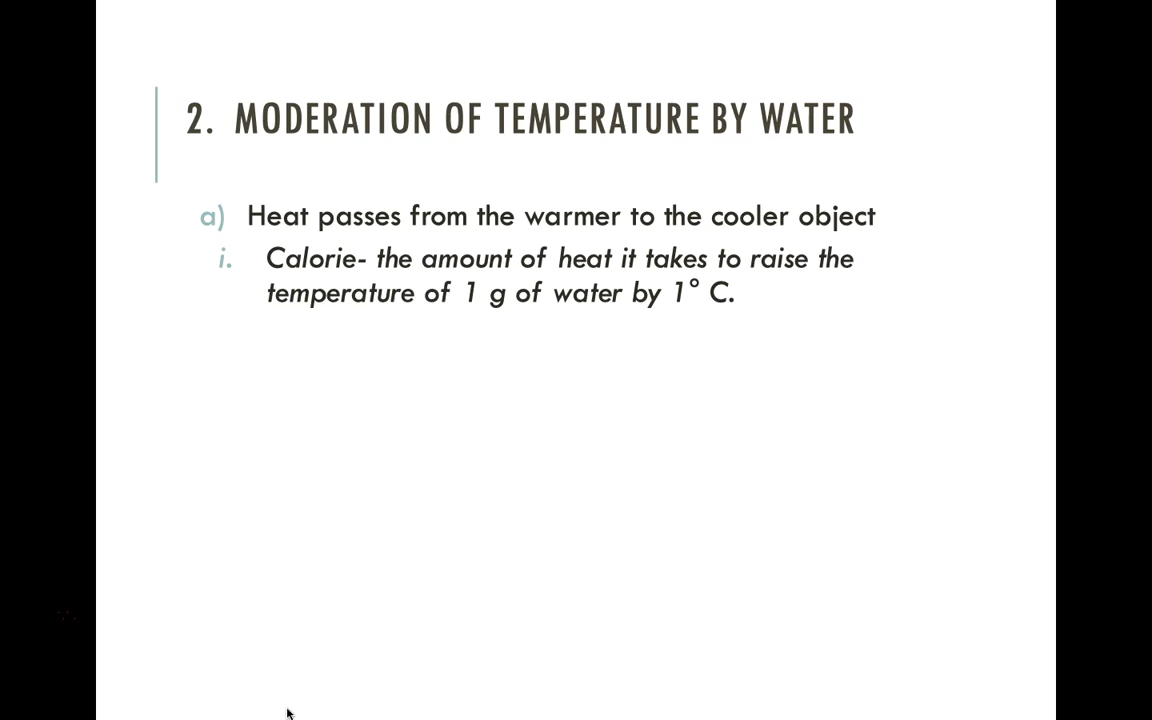 2. MODERATION OF TEMPERATURE BY WATER
a) Heat passes from the warmer to the cooler object
i. Calorie- the amount of heat it takes to raise the
temperature of 1 g of water by 1° C.